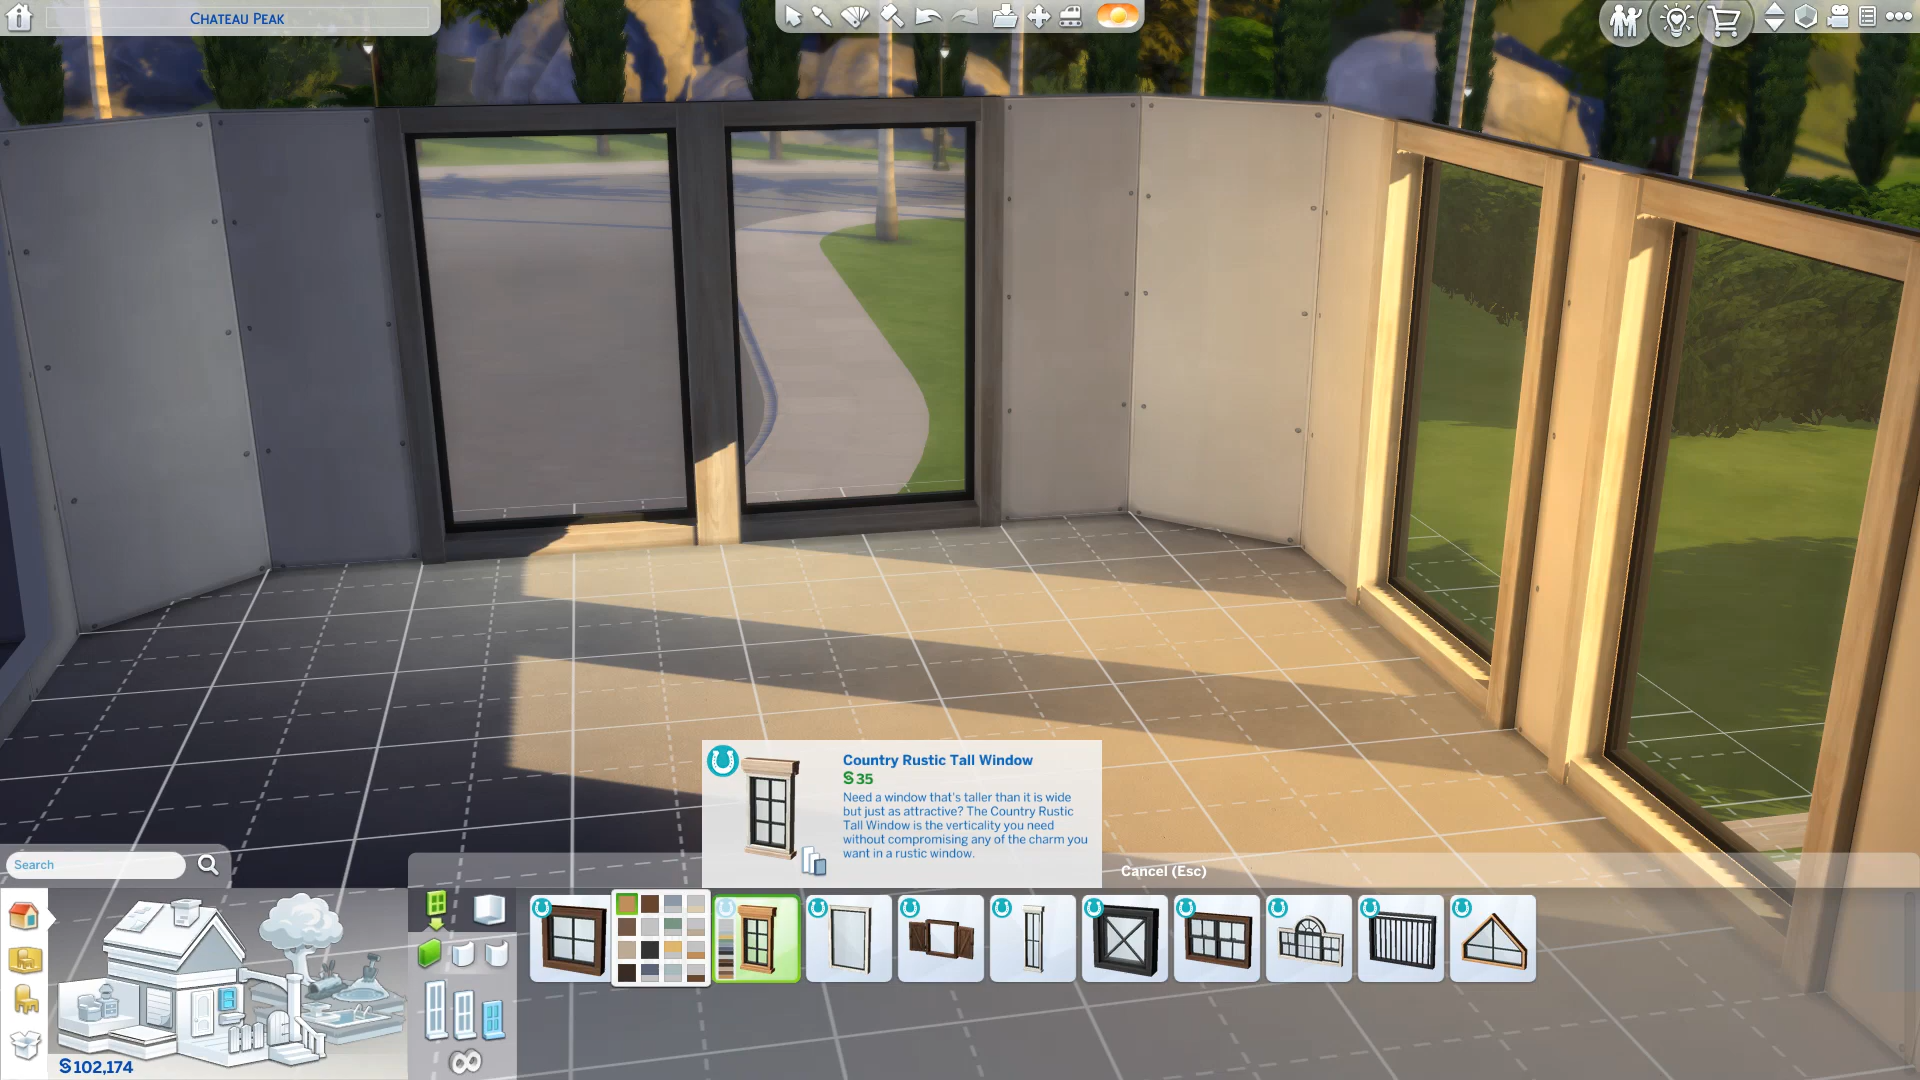 Chateau Peak
Country Rustic Tall Window
§35
Need a window that's taller than it is wide
but just as attractive? The Country Rustic
Tall Window is the verticality you need
without compromising any of the charm you
want in a rustic window.
Search
Cancel (Esc)
§102,174